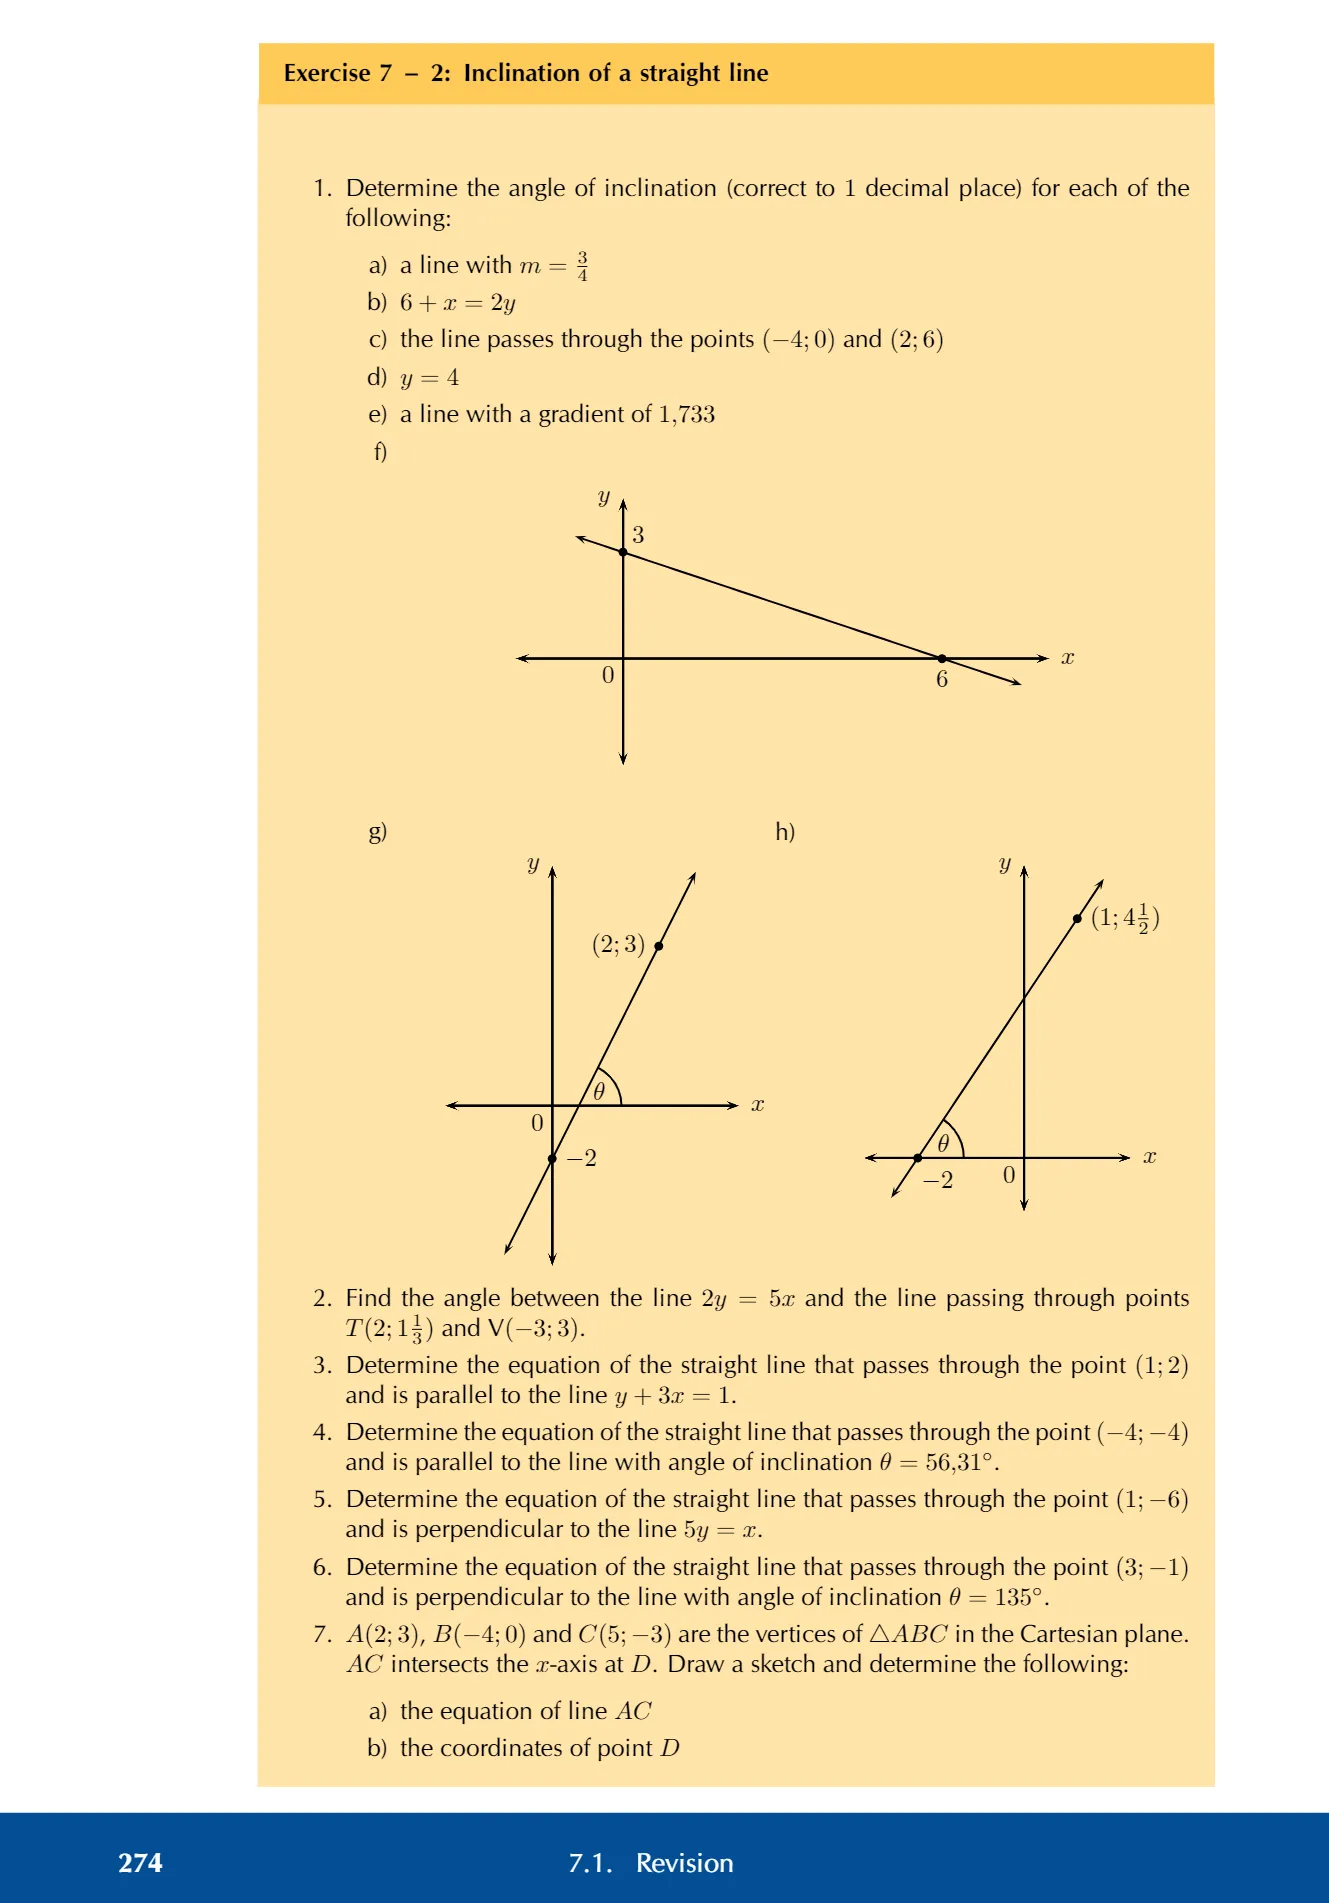 Exercise 7 – 2: Inclination of a straight line
1. Determine the angle of inclination (correct to 1 decimal place) for each of the
following:
a) a line with m = 3/4
b) 6 + x = 2y
c) the line passes through the points (−4; 0) and (2; 6)
d) y = 4
e) a line with a gradient of 1,733
f)
y
3
x
0
6
g)
h)
y
(2; 3)
θ
x
0
−2
y
(1; 4 1/2)
θ
x
−2
0
2. Find the angle between the line 2y = 5x and the line passing through points
T(2; 1 1/3) and V(−3; 3).
3. Determine the equation of the straight line that passes through the point (1; 2)
and is parallel to the line y + 3x = 1.
4. Determine the equation of the straight line that passes through the point (−4; −4)
and is parallel to the line with angle of inclination θ = 56,31°.
5. Determine the equation of the straight line that passes through the point (1; −6)
and is perpendicular to the line 5y = x.
6. Determine the equation of the straight line that passes through the point (3; −1)
and is perpendicular to the line with angle of inclination θ = 135°.
7. A(2; 3), B(−4; 0) and C(5; −3) are the vertices of △ABC in the Cartesian plane.
AC intersects the x-axis at D. Draw a sketch and determine the following:
a) the equation of line AC
b) the coordinates of point D
274
7.1. Revision